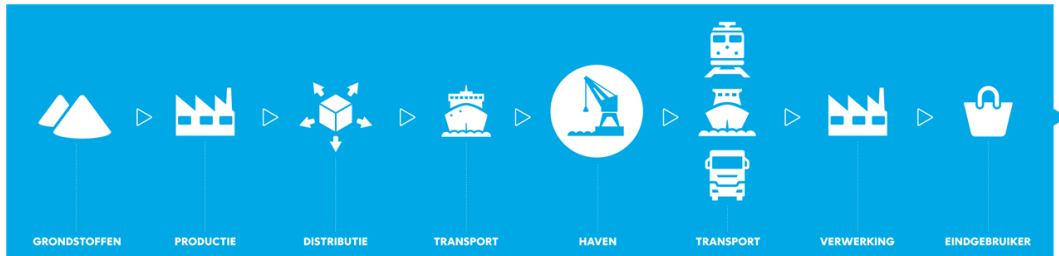 GRONDSTOFFEN
PRODUCTIE
DISTRIBUTIE
TRANSPORT
HAVEN
TRANSPORT
VERWERKING
EINDGEBRUIKER